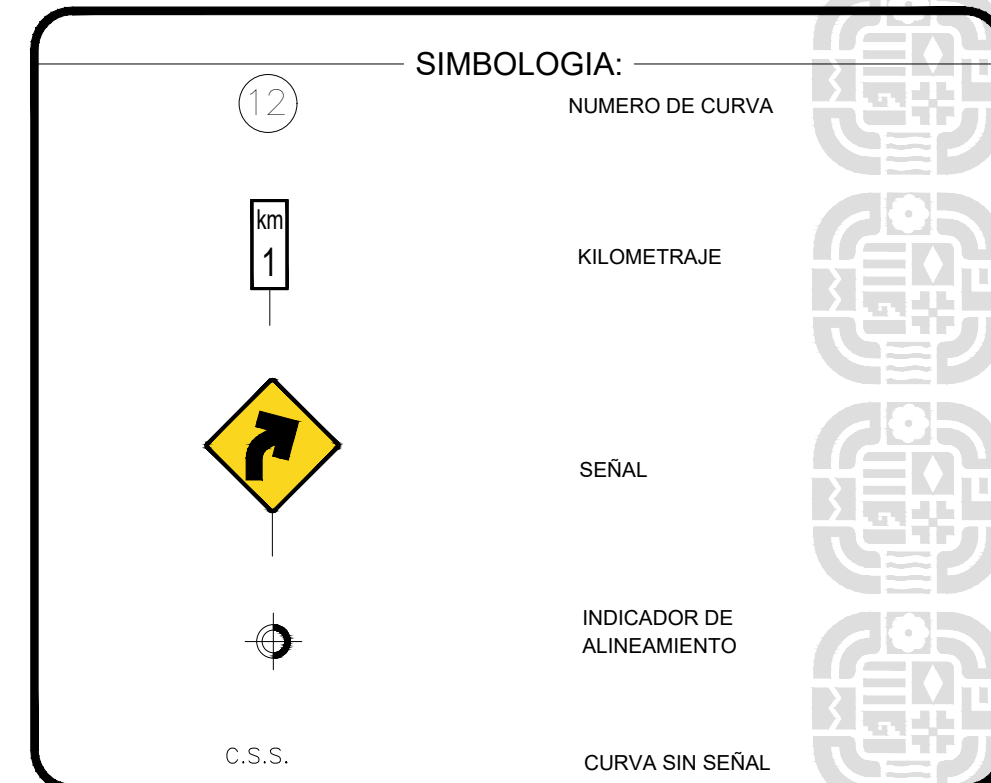 SIMBOLOGIA:
12 NUMERO DE CURVA
km
1
KILOMETRAJE
SEÑAL
INDICADOR DE
ALINEAMIENTO
C.S.S. CURVA SIN SEÑAL